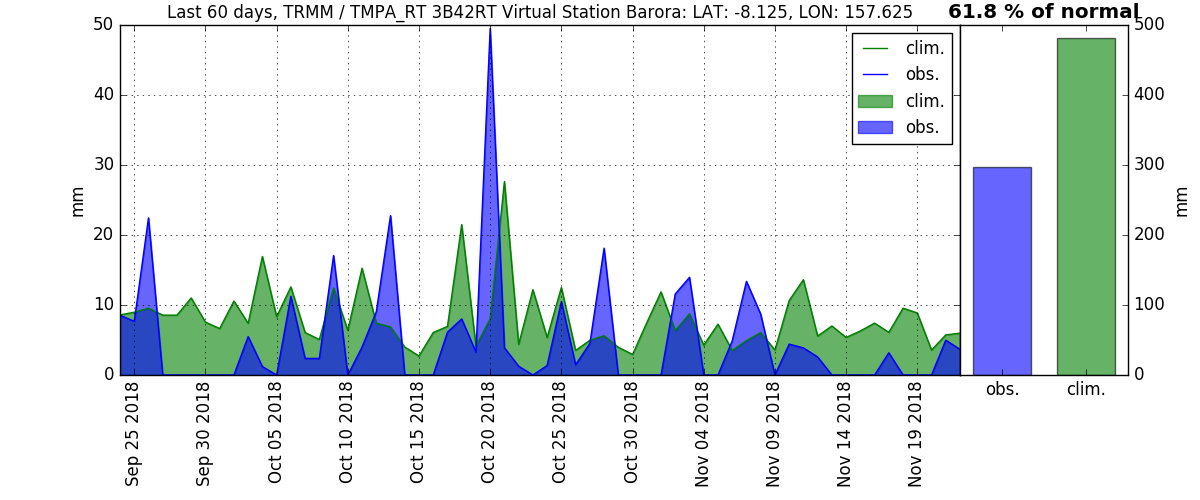 Last 60 days, TRMM / TMPA_RT 3B42RT Virtual Station Barora: LAT: -8.125, LON: 157.625
61.8 % of normal
50
40
30
20
10
0
mm
clim.
obs.
clim.
obs.
500
400
300
200
100
0
mm
obs.
clim.
Sep 25 2018
Sep 30 2018
Oct 05 2018
Oct 10 2018
Oct 15 2018
Oct 20 2018
Oct 25 2018
Oct 30 2018
Nov 04 2018
Nov 09 2018
Nov 14 2018
Nov 19 2018